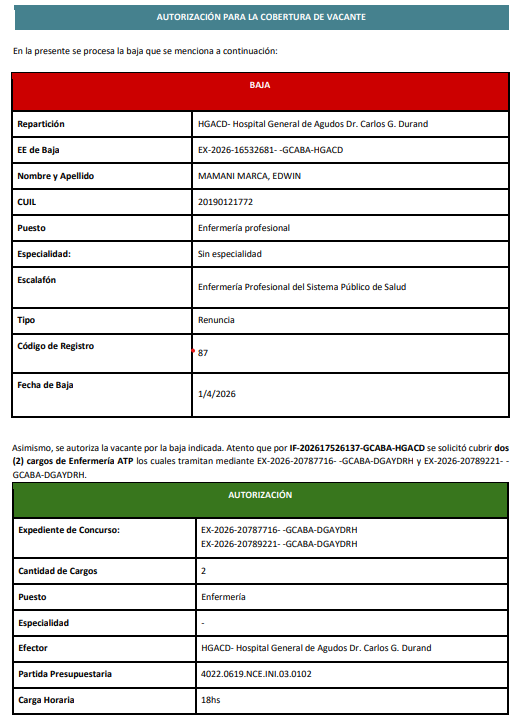 AUTORIZACIÓN PARA LA COBERTURA DE VACANTE
En la presente se procesa la baja que se menciona a continuación:
BAJA
Repartición HGACD- Hospital General de Agudos Dr. Carlos G. Durand
EE de Baja EX-2026-16532681- -GCABA-HGACD
Nombre y Apellido MAMANI MARCA, EDWIN
CUIL 20190121772
Puesto Enfermería profesional
Especialidad: Sin especialidad
Escalafón Enfermería Profesional del Sistema Público de Salud
Tipo Renuncia
Código de Registro 87
Fecha de Baja 1/4/2026
Asimismo, se autoriza la vacante por la baja indicada. Atento que por IF-202617526137-GCABA-HGACD se solicitó cubrir dos
(2) cargos de Enfermería ATP los cuales tramitan mediante EX-2026-20787716- -GCABA-DGAYDRH y EX-2026-20789221- -
GCABA-DGAYDRH.
AUTORIZACIÓN
Expediente de Concurso: EX-2026-20787716- -GCABA-DGAYDRH
EX-2026-20789221- -GCABA-DGAYDRH
Cantidad de Cargos 2
Puesto Enfermería
Especialidad -
Efector HGACD- Hospital General de Agudos Dr. Carlos G. Durand
Partida Presupuestaria 4022.0619.NCE.INI.03.0102
Carga Horaria 18hs